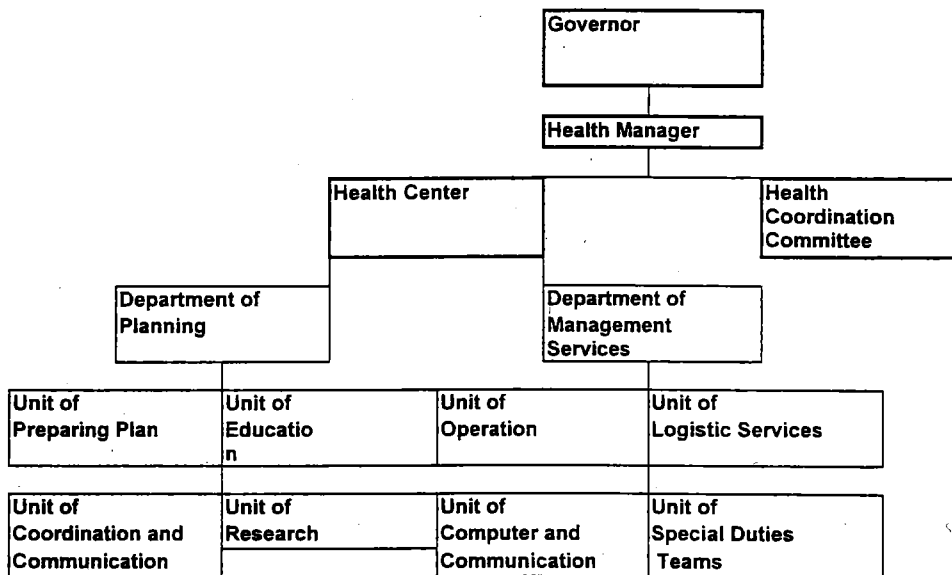 Governor
Health Manager
Health Center
Health
Coordination
Committee
Department of
Planning
Department of
Management
Services
Unit of
Preparing Plan
Unit of
Educatio
n
Unit of
Operation
Unit of
Logistic Services
Unit of
Coordination and
Communication
Unit of
Research
Unit of
Computer and
Communication
Unit of
Special Duties
Teams